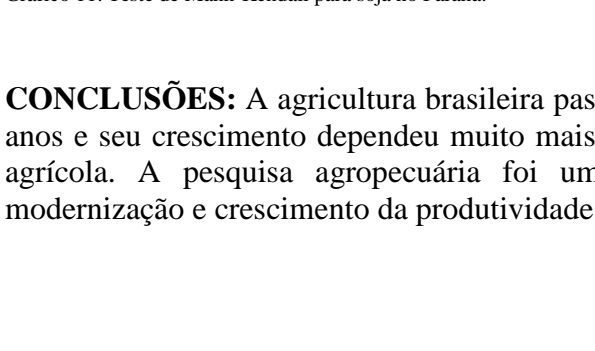 CONCLUSÕES: A agricultura brasileira pas
anos e seu crescimento dependeu muito mais
agrícola. A pesquisa agropecuária foi um
modernização e crescimento da produtividade